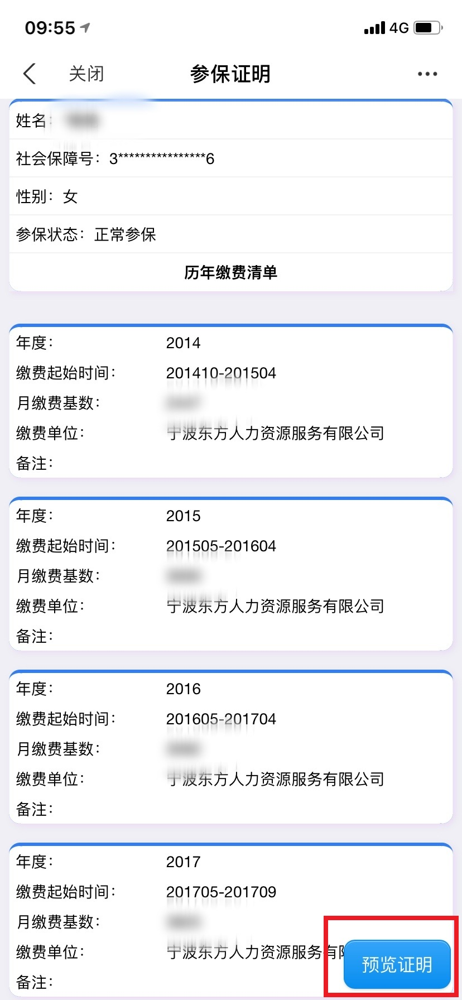 09:55
4G
关闭
参保证明
姓名：
社会保障号：3****************6
性别：女
参保状态：正常参保
历年缴费清单
年度：2014
缴费起始时间：201410-201504
月缴费基数：
缴费单位：宁波东方人力资源服务有限公司
备注：
年度：2015
缴费起始时间：201505-201604
月缴费基数：
缴费单位：宁波东方人力资源服务有限公司
备注：
年度：2016
缴费起始时间：201605-201704
月缴费基数：
缴费单位：宁波东方人力资源服务有限公司
备注：
年度：2017
缴费起始时间：201705-201709
月缴费基数：
缴费单位：宁波东方人力资源服务有
预览证明
备注：